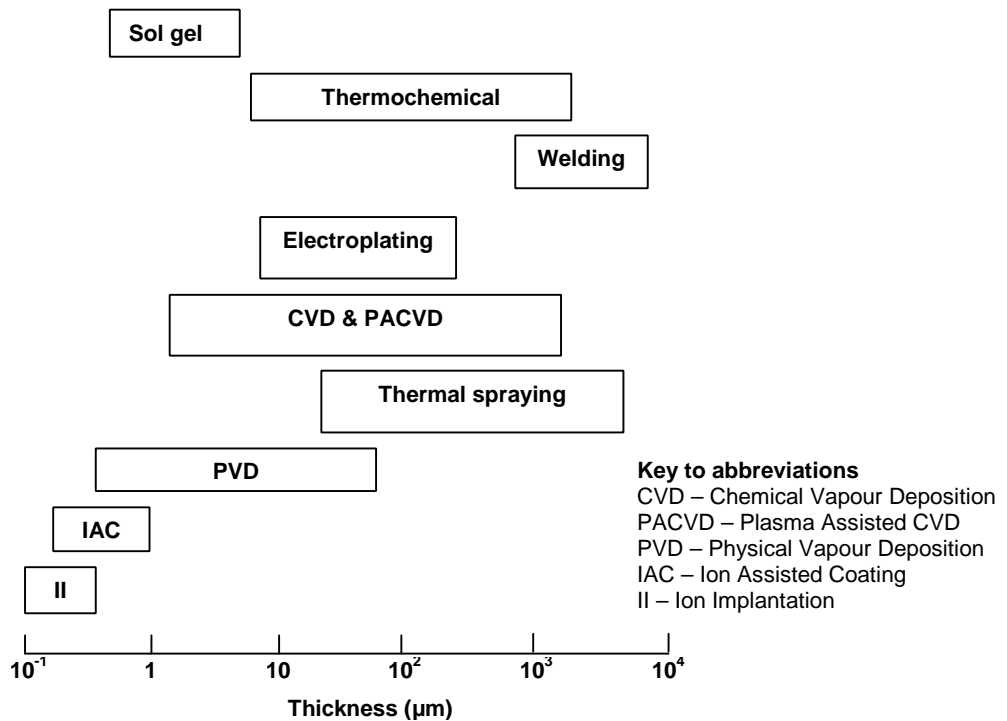 Sol gel
Thermochemical
Welding
Electroplating
CVD & PACVD
Thermal spraying
PVD
IAC
II
Key to abbreviations
CVD – Chemical Vapour Deposition
PACVD – Plasma Assisted CVD
PVD – Physical Vapour Deposition
IAC – Ion Assisted Coating
II – Ion Implantation
10⁻¹ 1 10 10² 10³ 10⁴
Thickness (µm)